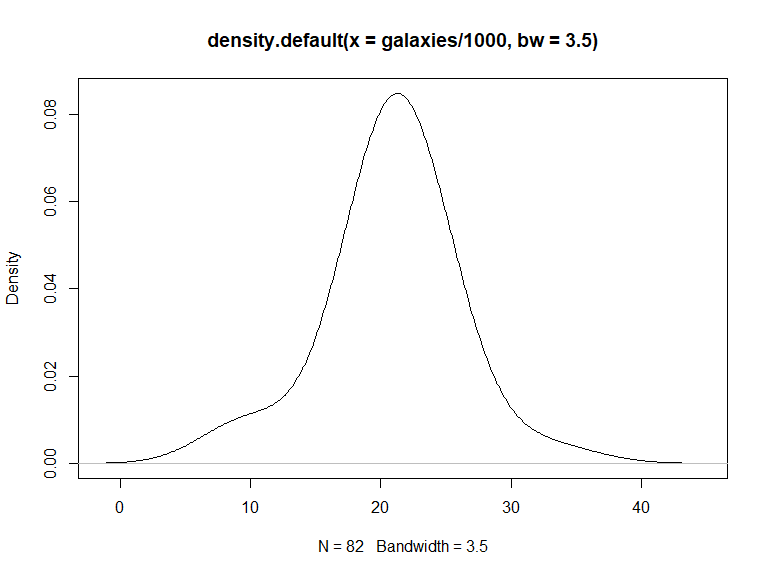 density.default(x = galaxies/1000, bw = 3.5)
Density
0.08
0.06
0.04
0.02
0.00
0 10 20 30 40
N = 82 Bandwidth = 3.5